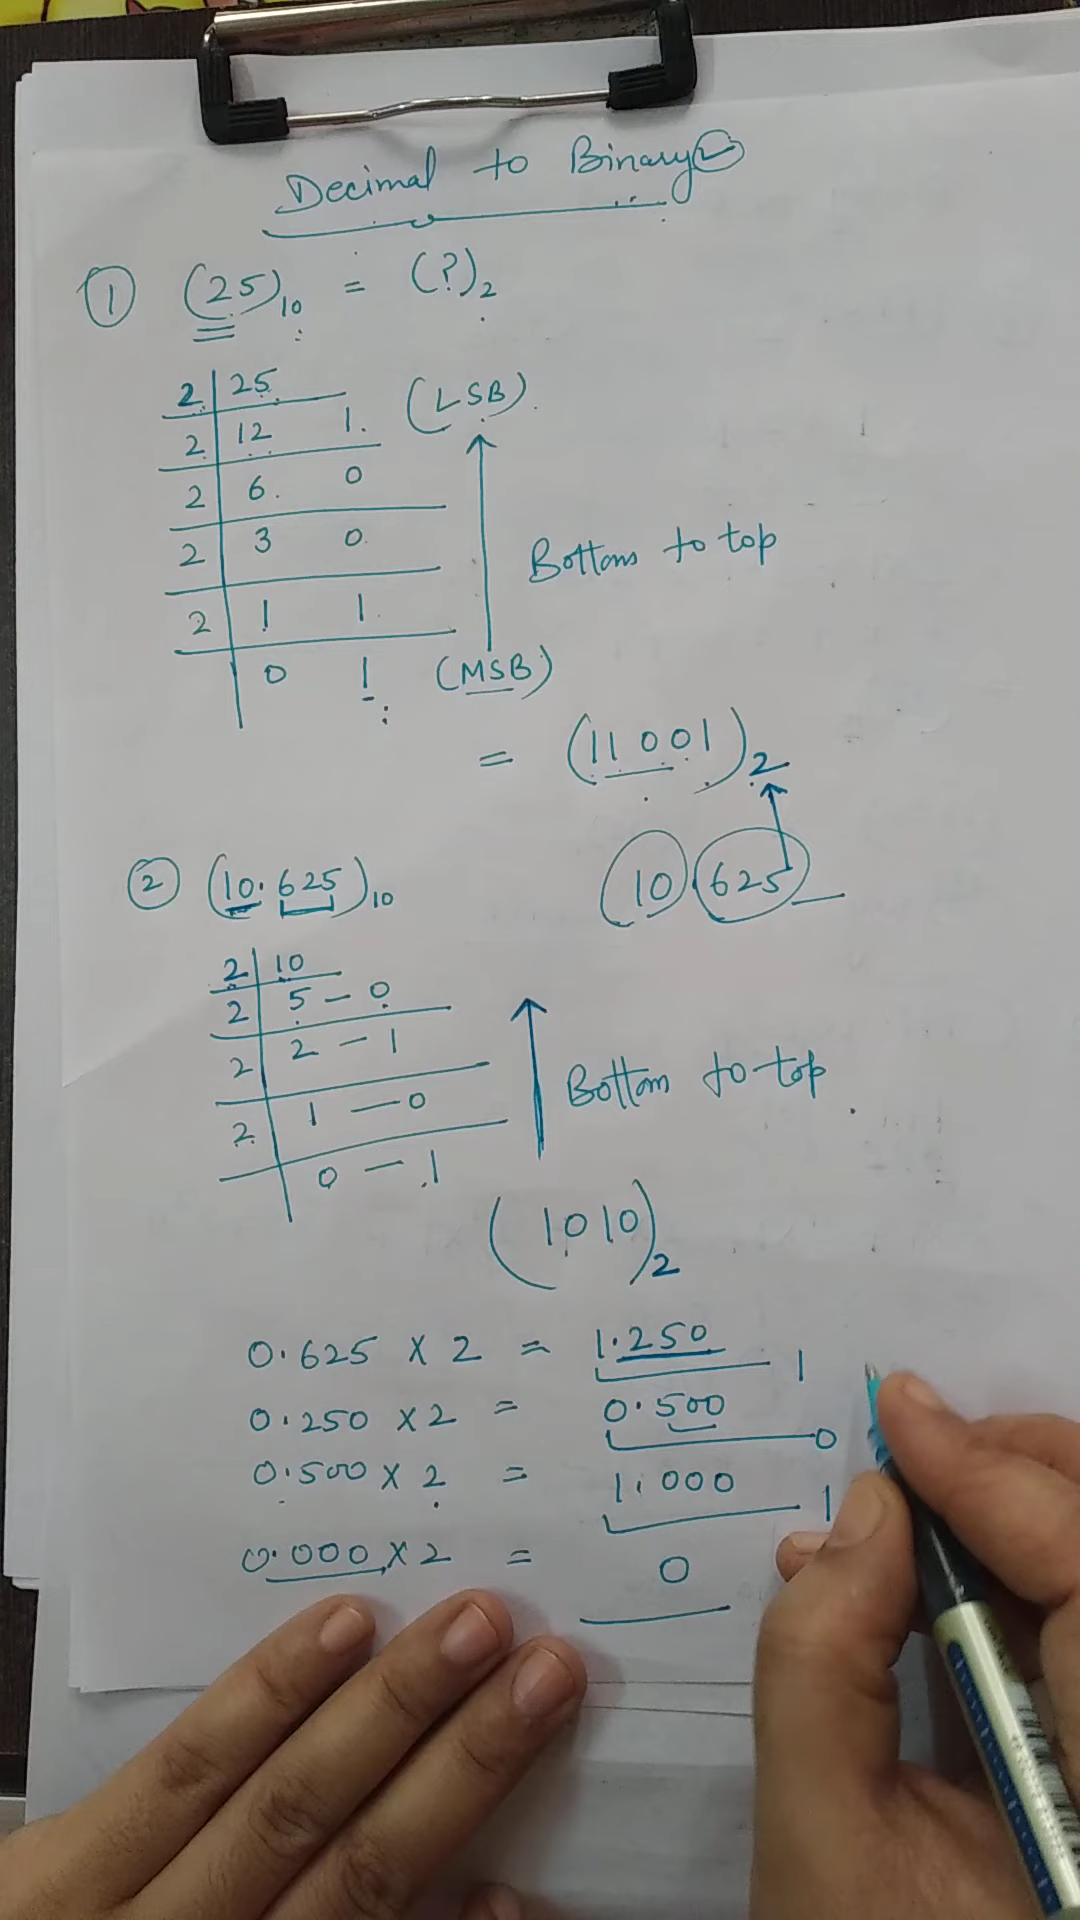 Decimal to Binary
① (25)₁₀ = (?)₂
2 | 25 (LSB)
2 | 12 1
2 | 6 0
2 | 3 0
Bottom to top
2 | 1 1
0 1 (MSB)
= (11001)₂
② (10.625)₁₀
10.625
2 | 10
2 | 5 – 0
2 | 2 – 1
Bottom to top
2 | 1 – 0
0 – 1
(1010)₂
0.625 × 2 = 1.250 1
0.250 × 2 = 0.500 0
0.500 × 2 = 1.000 1
0.000 × 2 = 0